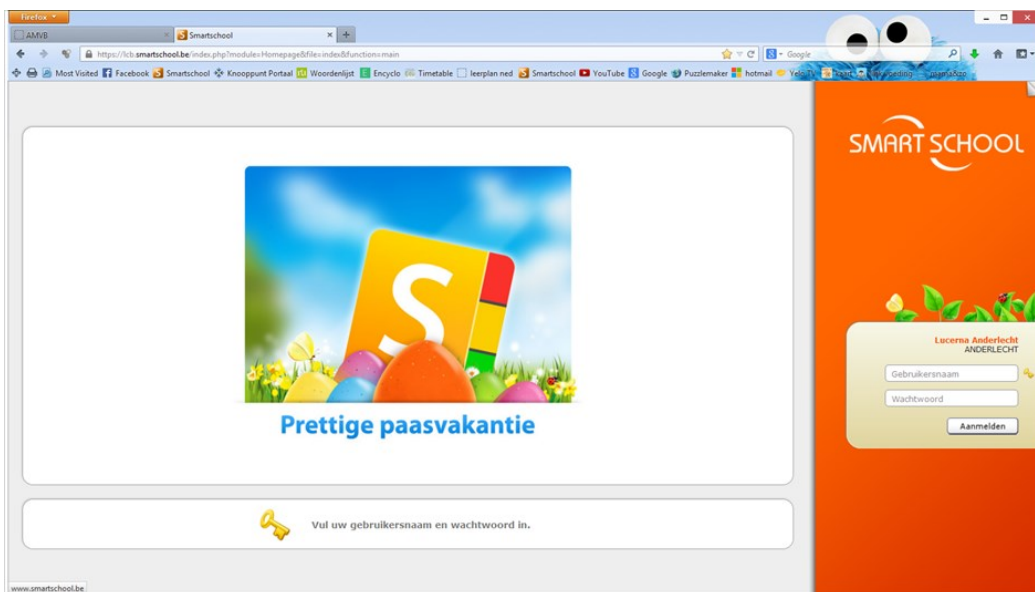 Firefox
AMVB
Smartschool
https://lcb.smartschool.be/index.php?module=Homepage&file=index&function=main
Google
Most Visited Facebook Smartschool Knooppunt Portaal Woordenlijst Encyclo Timetable leerplan ned Smartschool YouTube Google Puzzlemaker hotmail Yelo TV
SMART SCHOOL
S
Lucerna Anderlecht
ANDERLECHT
Gebruikersnaam
Wachtwoord
Aanmelden
Prettige paasvakantie
Vul uw gebruikersnaam en wachtwoord in.
www.smartschool.be